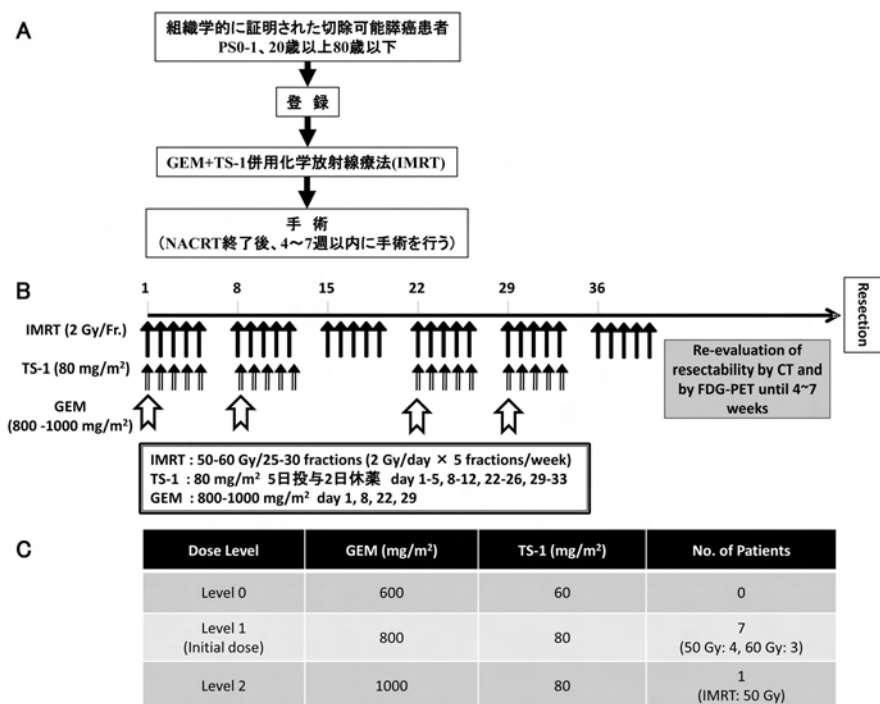 A
組織学的に証明された切除可能膵癌患者
PS0-1、20歳以上80歳以下
登 録
GEM+TS-1併用化学放射線療法(IMRT)
手 術
(NACRT終了後、4〜7週以内に手術を行う)
B
1 8 15 22 29 36
Resection
IMRT (2 Gy/Fr.)
TS-1 (80 mg/m²)
GEM
(800 -1000 mg/m²)
Re-evaluation of
resectability by CT and
by FDG-PET until 4~7
weeks
IMRT : 50-60 Gy/25-30 fractions (2 Gy/day × 5 fractions/week)
TS-1 : 80 mg/m² 5日投与2日休薬 day 1-5, 8-12, 22-26, 29-33
GEM : 800-1000 mg/m² day 1, 8, 22, 29
C
Dose Level GEM (mg/m²) TS-1 (mg/m²) No. of Patients
Level 0 600 60 0
Level 1
(Initial dose) 800 80 7
(50 Gy: 4, 60 Gy: 3)
Level 2 1000 80 1
(IMRT: 50 Gy)